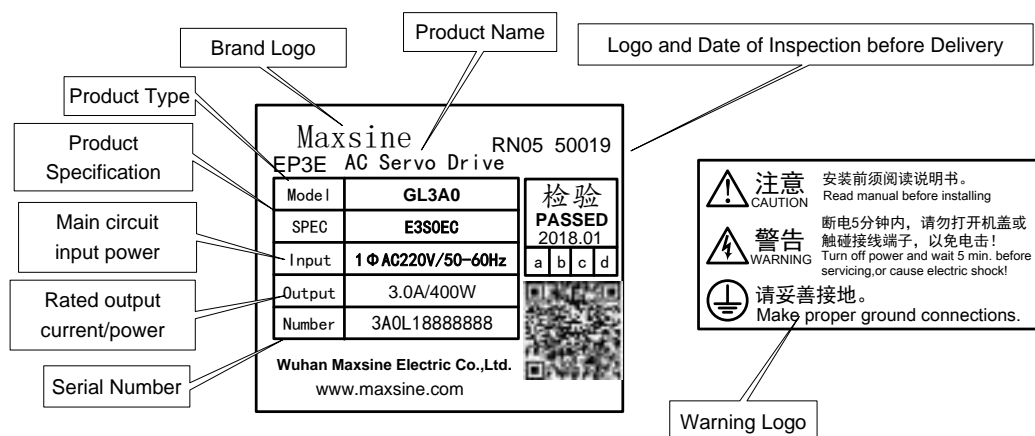 Brand Logo
Product Name
Logo and Date of Inspection before Delivery
Product Type
Product
Specification
Main circuit
input power
Rated output
current/power
Serial Number
Maxsine
RN05 50019
EP3E AC Servo Drive
Model GL3A0
SPEC E3S0EC
Input 1ΦAC220V/50-60Hz
Output 3.0A/400W
Number 3A0L18888888
检验
PASSED
2018.01
a b c d
Wuhan Maxsine Electric Co.,Ltd.
www.maxsine.com
注意
CAUTION
安装前须阅读说明书。
Read manual before installing
警告
WARNING
断电5分钟内，请勿打开机盖或
触碰接线端子，以免电击！
Turn off power and wait 5 min. before
servicing,or cause electric shock!
请妥善接地。
Make proper ground connections.
Warning Logo